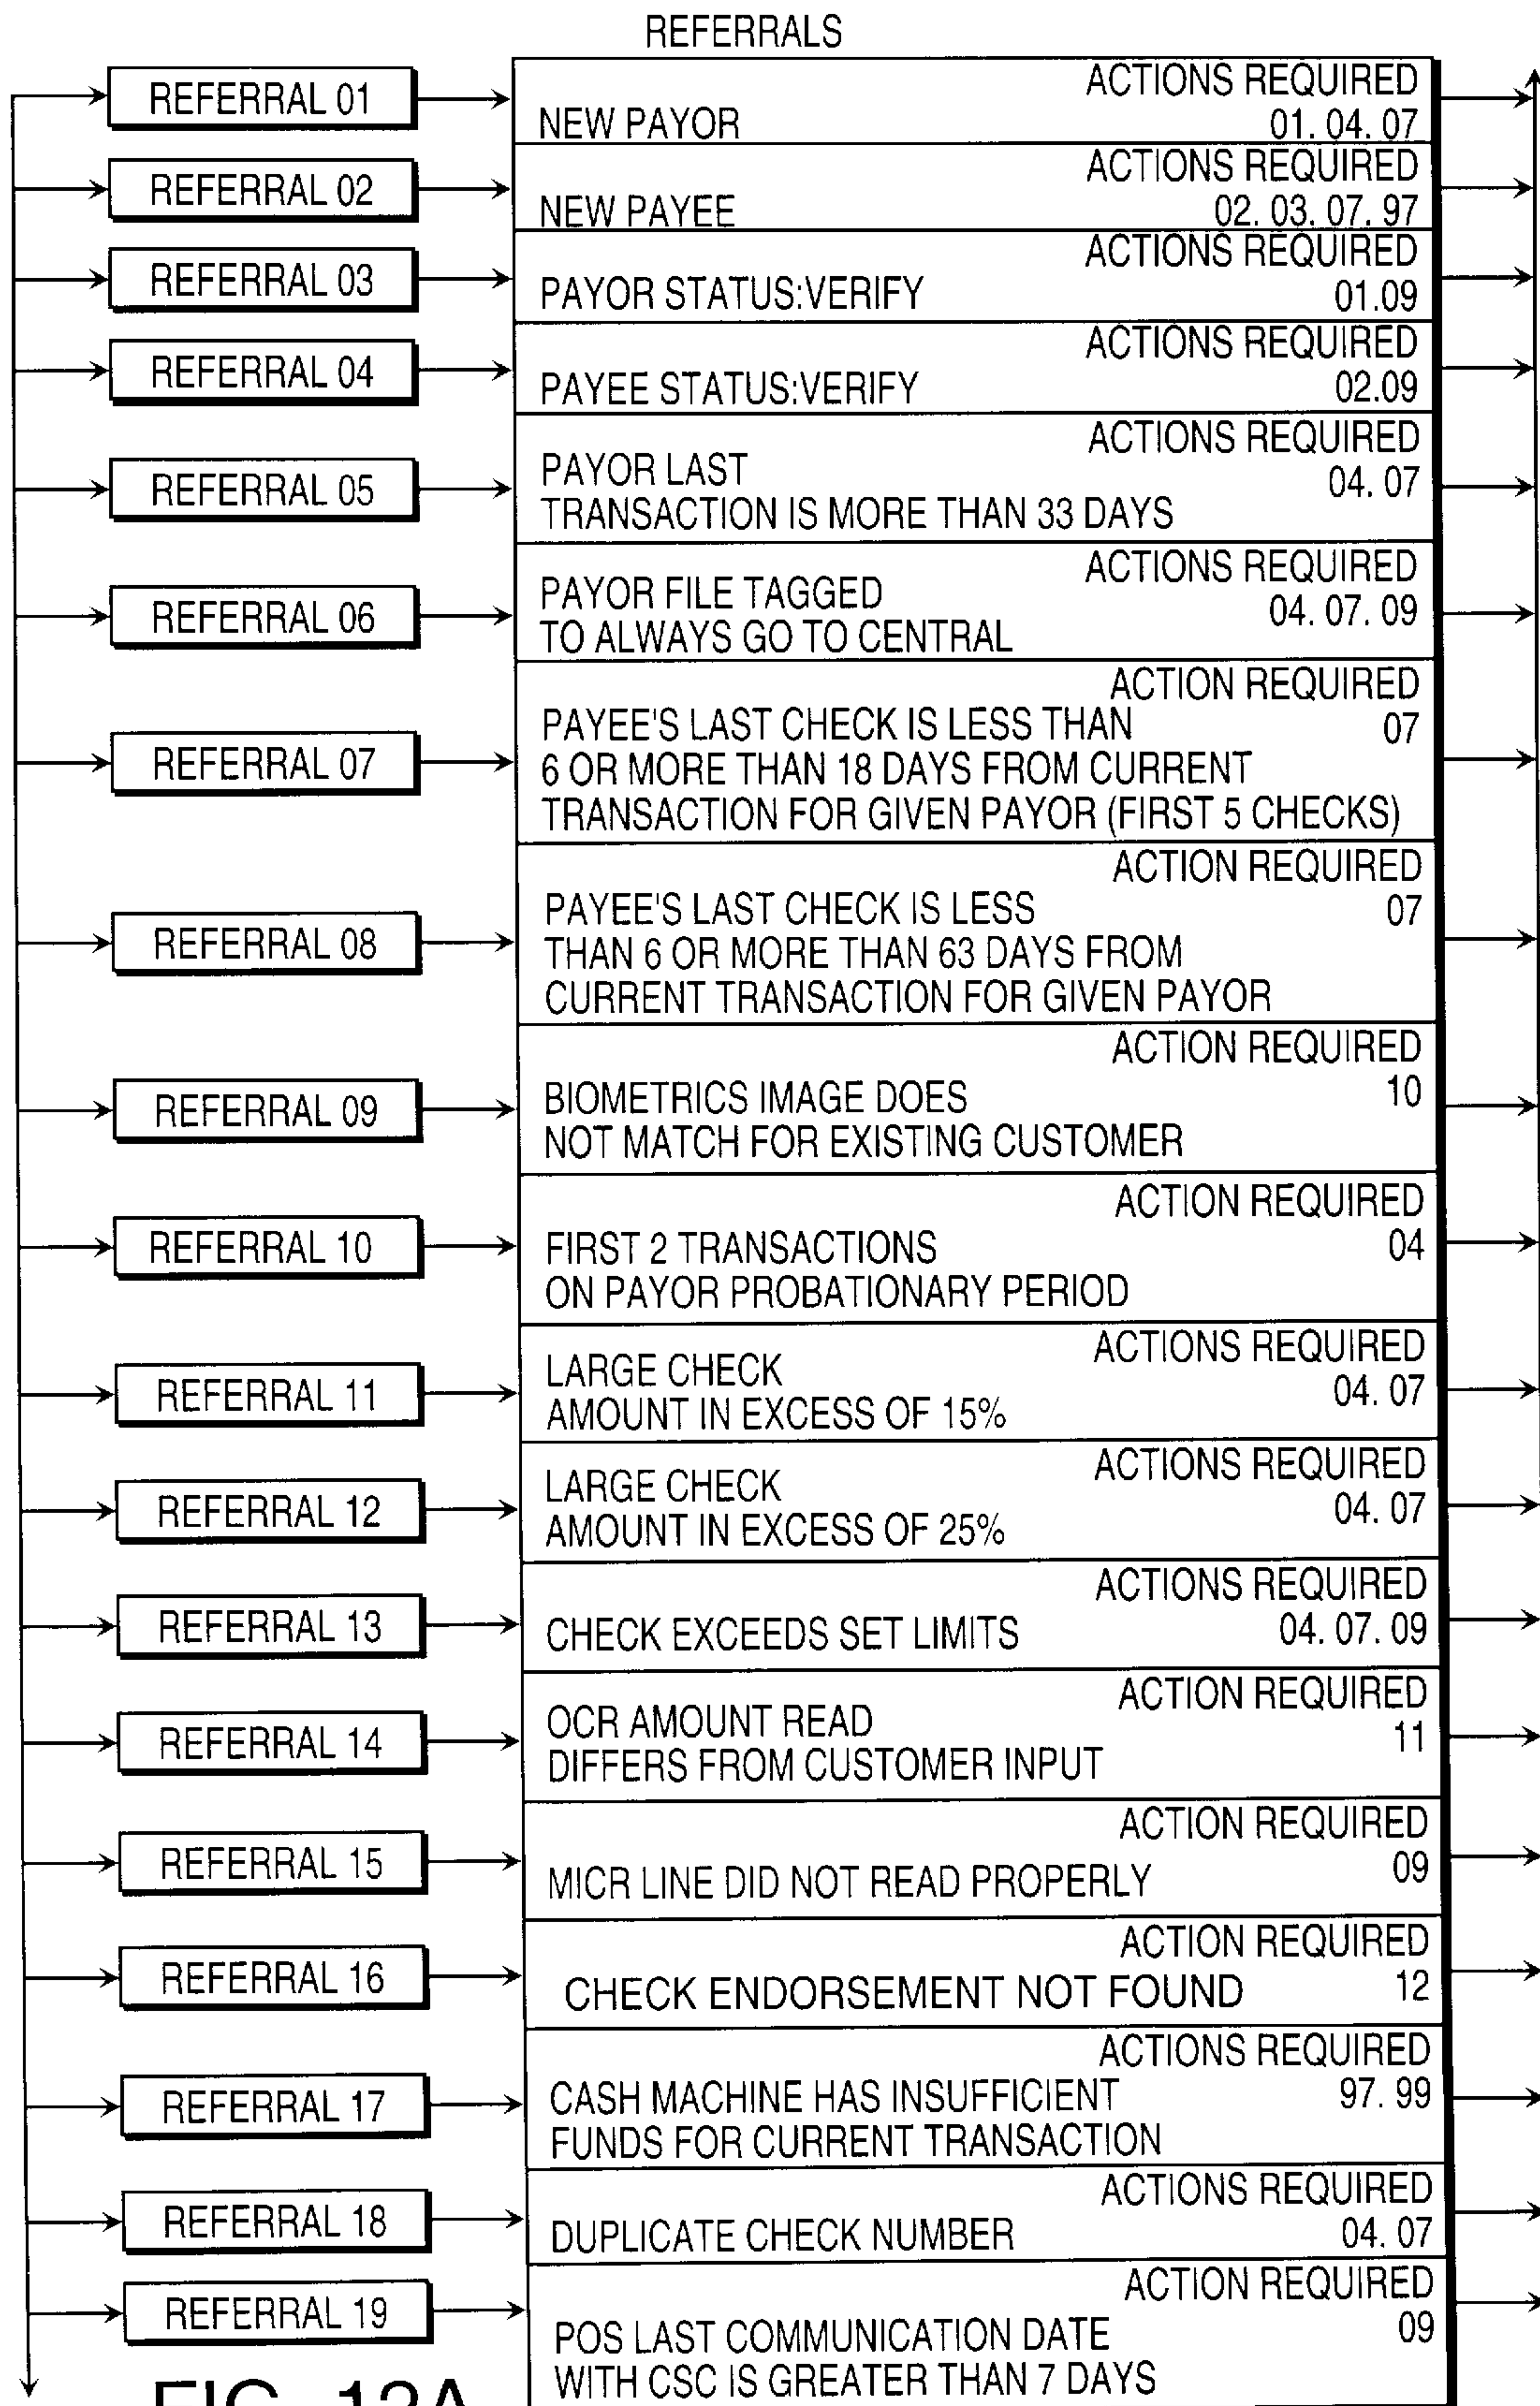 REFERRALS
REFERRAL 01
ACTIONS REQUIRED
NEW PAYOR 01. 04. 07
REFERRAL 02
ACTIONS REQUIRED
NEW PAYEE 02. 03. 07. 97
REFERRAL 03
ACTIONS REQUIRED
PAYOR STATUS:VERIFY 01.09
REFERRAL 04
ACTIONS REQUIRED
PAYEE STATUS:VERIFY 02.09
REFERRAL 05
ACTIONS REQUIRED
PAYOR LAST 04. 07
TRANSACTION IS MORE THAN 33 DAYS
REFERRAL 06
ACTIONS REQUIRED
PAYOR FILE TAGGED 04. 07. 09
TO ALWAYS GO TO CENTRAL
REFERRAL 07
ACTION REQUIRED
PAYEE'S LAST CHECK IS LESS THAN 07
6 OR MORE THAN 18 DAYS FROM CURRENT
TRANSACTION FOR GIVEN PAYOR (FIRST 5 CHECKS)
REFERRAL 08
ACTION REQUIRED
PAYEE'S LAST CHECK IS LESS 07
THAN 6 OR MORE THAN 63 DAYS FROM
CURRENT TRANSACTION FOR GIVEN PAYOR
REFERRAL 09
ACTION REQUIRED
BIOMETRICS IMAGE DOES 10
NOT MATCH FOR EXISTING CUSTOMER
REFERRAL 10
ACTION REQUIRED
FIRST 2 TRANSACTIONS 04
ON PAYOR PROBATIONARY PERIOD
REFERRAL 11
ACTIONS REQUIRED
LARGE CHECK 04. 07
AMOUNT IN EXCESS OF 15%
REFERRAL 12
ACTIONS REQUIRED
LARGE CHECK 04. 07
AMOUNT IN EXCESS OF 25%
REFERRAL 13
ACTIONS REQUIRED
CHECK EXCEEDS SET LIMITS 04. 07. 09
REFERRAL 14
ACTION REQUIRED
OCR AMOUNT READ 11
DIFFERS FROM CUSTOMER INPUT
REFERRAL 15
ACTION REQUIRED
MICR LINE DID NOT READ PROPERLY 09
REFERRAL 16
ACTION REQUIRED
CHECK ENDORSEMENT NOT FOUND 12
REFERRAL 17
ACTIONS REQUIRED
CASH MACHINE HAS INSUFFICIENT 97. 99
FUNDS FOR CURRENT TRANSACTION
REFERRAL 18
ACTIONS REQUIRED
DUPLICATE CHECK NUMBER 04. 07
REFERRAL 19
ACTION REQUIRED
POS LAST COMMUNICATION DATE 09
WITH CSC IS GREATER THAN 7 DAYS